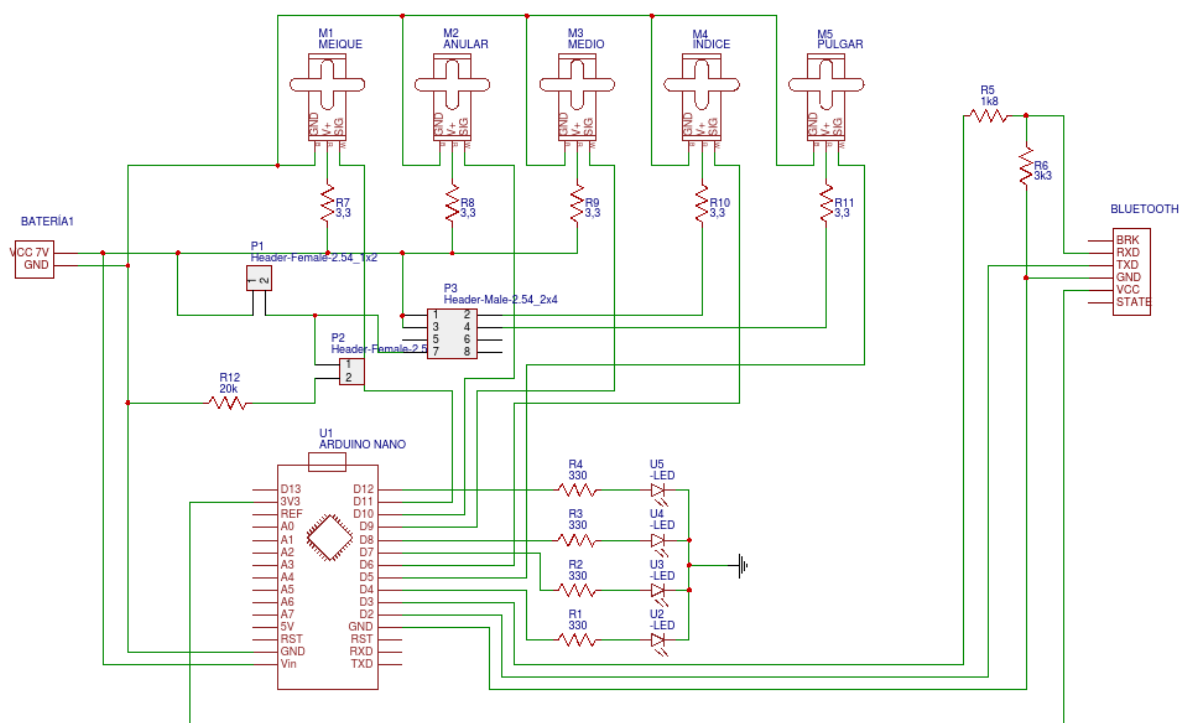 M1
MEIQUE
M2
ANULAR
M3
MEDIO
M4
INDICE
M5
PULGAR
GND
V+
SIG
GND
V+
SIG
GND
V+
SIG
GND
V+
SIG
GND
V+
SIG
R5
1k8
R6
3k3
R7
3,3
R8
3,3
R9
3,3
R10
3,3
R11
3,3
BATERÍA1
VCC 7V
GND
BLUETOOTH
BRK
RXD
TXD
GND
VCC
STATE
P1
Header-Female-2.54_1x2
1
2
P3
Header-Male-2.54_2x4
1 2
3 4
5 6
7 8
P2
Header-Female-2.5
1
2
R12
20k
U1
ARDUINO NANO
D13 D12
3V3 D11
REF D10
A0 D9
A1 D8
A2 D7
A3 D6
A4 D5
A5 D4
A6 D3
A7 D2
5V GND
RST RST
GND RXD
Vin TXD
R4
330
U5
-LED
R3
330
U4
-LED
R2
330
U3
-LED
R1
330
U2
-LED